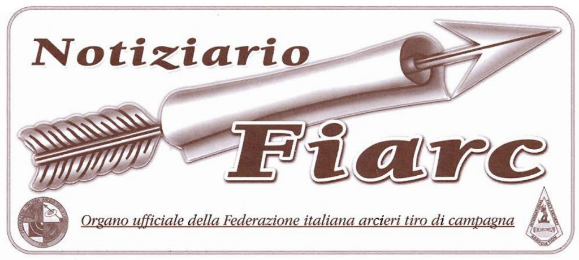 Notiziario
Fiarc
Organo ufficiale della Federazione italiana arcieri tiro di campagna